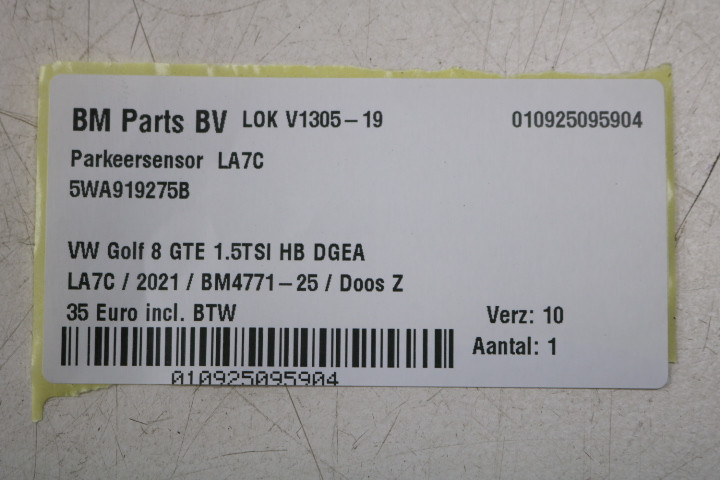 BM Parts BV LOK V1305-19 010925095904
Parkeersensor LA7C
5WA919275B
VW Golf 8 GTE 1.5TSI HB DGEA
LA7C / 2021 / BM4771-25 / Doos Z
35 Euro incl. BTW Verz: 10
Aantal: 1
010925095904